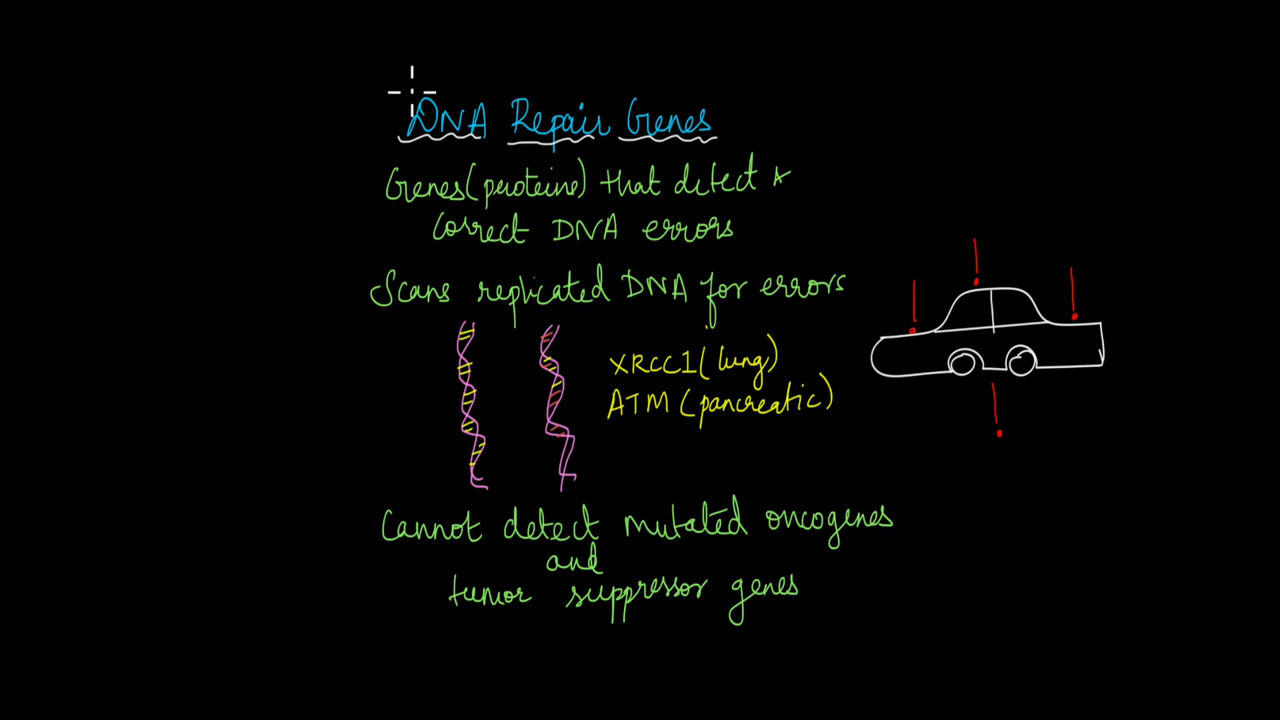 DNA Repair Genes
Genes(proteins) that detect &
correct DNA errors
Scans replicated DNA for errors
XRCC1(lung)
ATM (pancreatic)
Cannot detect mutated oncogenes
and
tumor suppressor genes